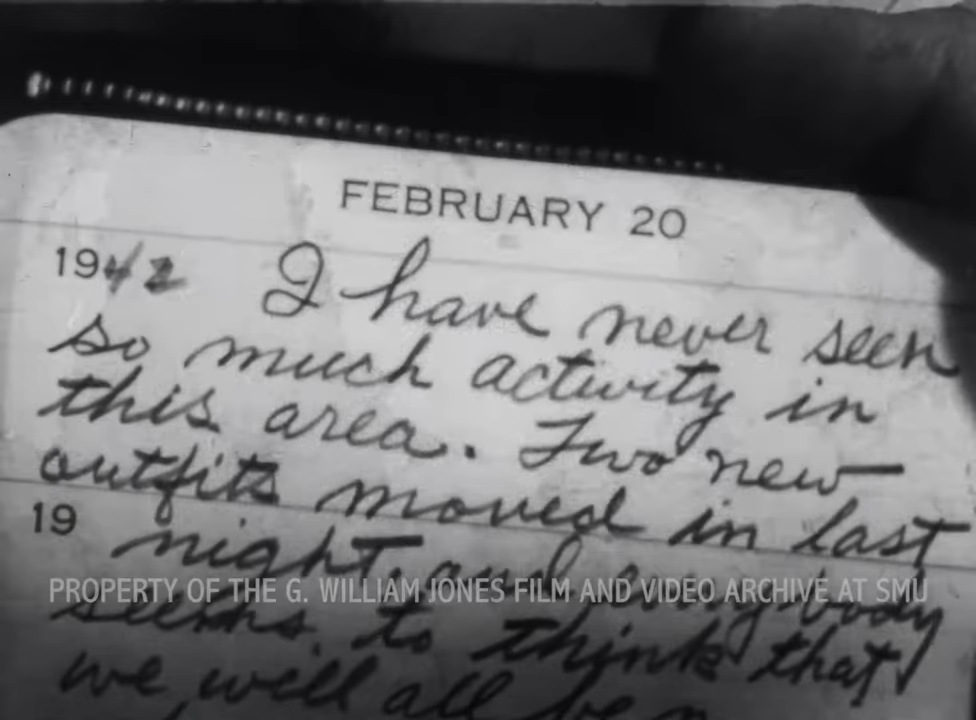 FEBRUARY 20
1942 I have never seen
so much activity in
this area. Two new
outfits moved in last
19
night, and everybody
PROPERTY OF THE G. WILLIAM JONES FILM AND VIDEO ARCHIVE AT SMU
seems to think that
we will all be